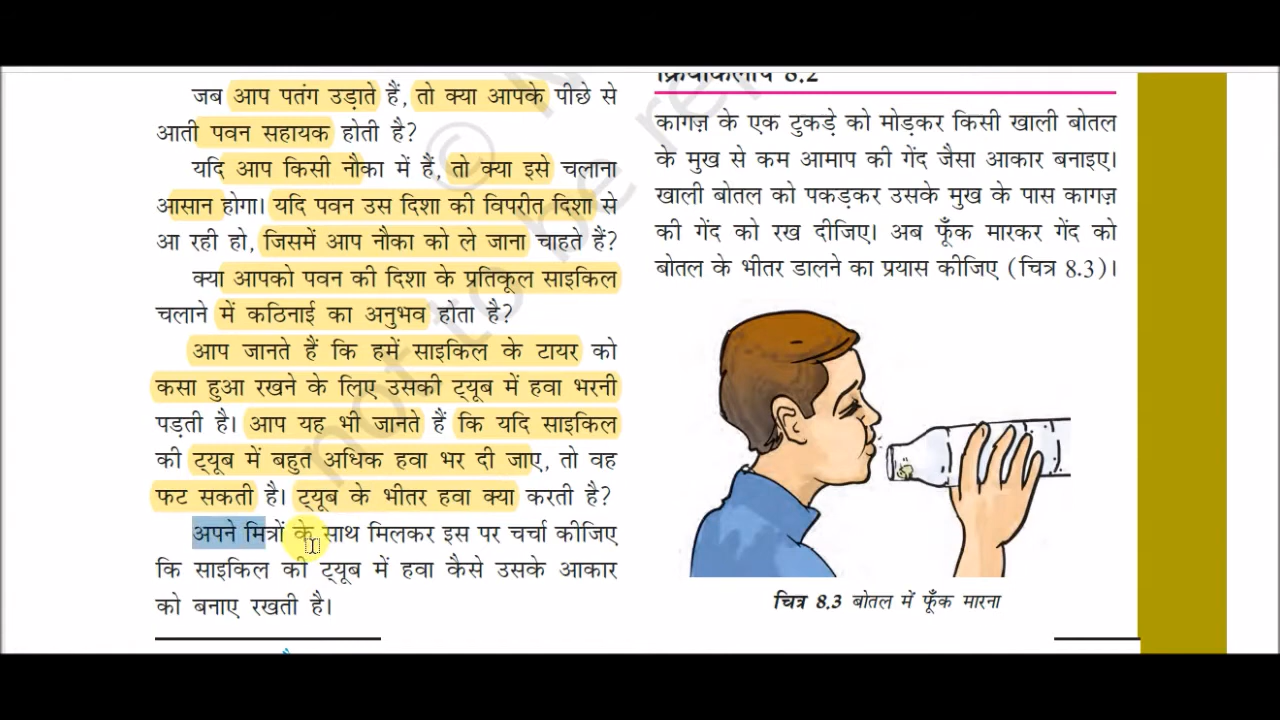 जब आप पतंग उड़ाते हैं, तो क्या आपके पीछे से
आती पवन सहायक होती है?
यदि आप किसी नौका में हैं, तो क्या इसे चलाना
आसान होगा। यदि पवन उस दिशा की विपरीत दिशा से
आ रही हो, जिसमें आप नौका को ले जाना चाहते हैं?
क्या आपको पवन की दिशा के प्रतिकूल साइकिल
चलाने में कठिनाई का अनुभव होता है?
आप जानते हैं कि हमें साइकिल के टायर को
कसा हुआ रखने के लिए उसकी ट्यूब में हवा भरनी
पड़ती है। आप यह भी जानते हैं कि यदि साइकिल
की ट्यूब में बहुत अधिक हवा भर दी जाए, तो वह
फट सकती है। ट्यूब के भीतर हवा क्या करती है?
अपने मित्रों के साथ मिलकर इस पर चर्चा कीजिए
कि साइकिल की ट्यूब में हवा कैसे उसके आकार
को बनाए रखती है।
क्रियाकलाप 8.2
कागज़ के एक टुकड़े को मोड़कर किसी खाली बोतल
के मुख से कम आमाप की गेंद जैसा आकार बनाइए।
खाली बोतल को पकड़कर उसके मुख के पास कागज़
की गेंद को रख दीजिए। अब फूँक मारकर गेंद को
बोतल के भीतर डालने का प्रयास कीजिए (चित्र 8.3)।
चित्र 8.3 बोतल में फूँक मारना
© not to be re